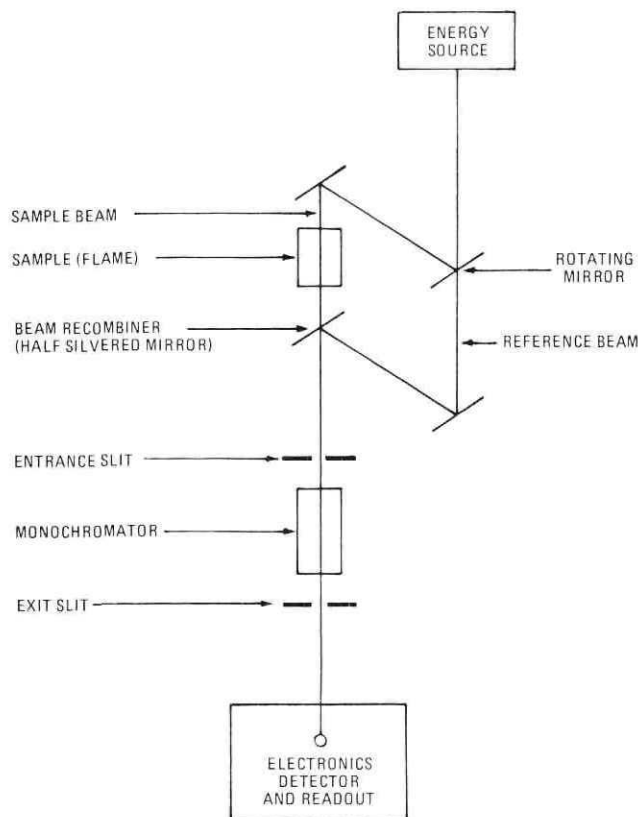 ENERGY
SOURCE
SAMPLE BEAM
SAMPLE (FLAME)
ROTATING
MIRROR
BEAM RECOMBINER
(HALF SILVERED MIRROR)
REFERENCE BEAM
ENTRANCE SLIT
MONOCHROMATOR
EXIT SLIT
ELECTRONICS
DETECTOR
AND READOUT